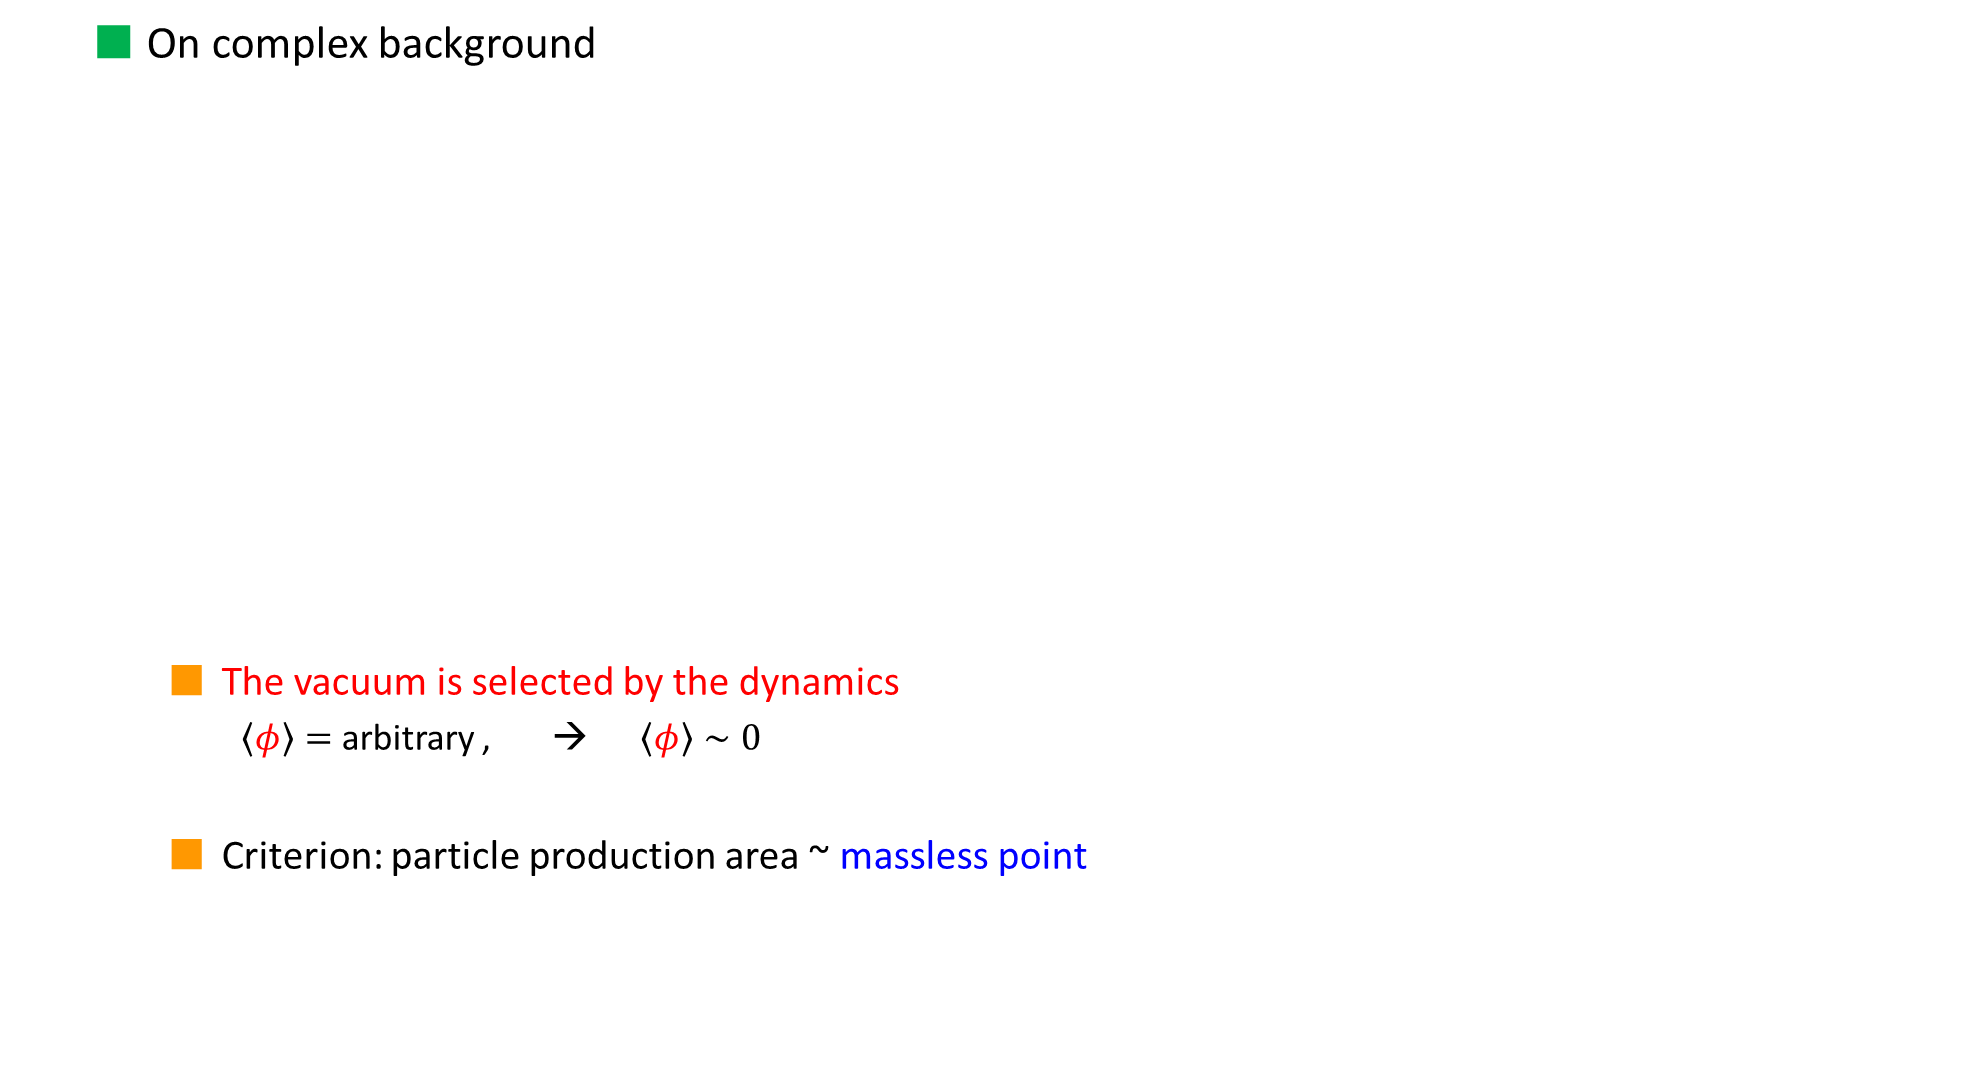 On complex background
The vacuum is selected by the dynamics
⟨ϕ⟩ = arbitrary , → ⟨ϕ⟩ ~ 0
Criterion: particle production area ~ massless point